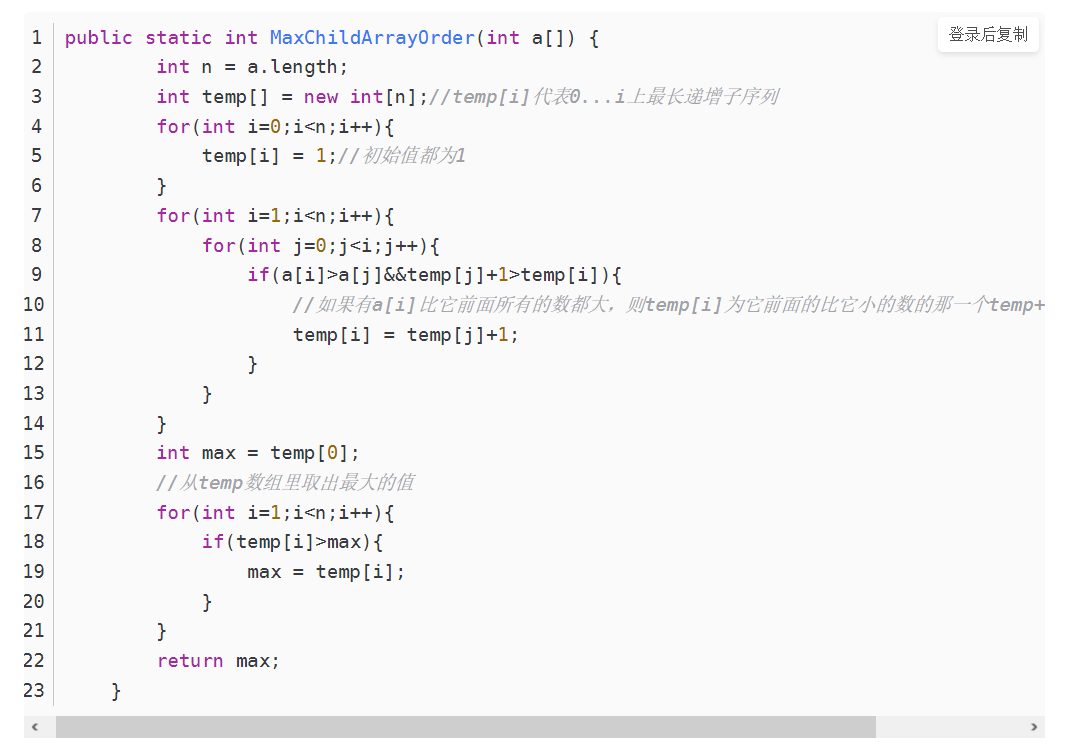 登录后复制
1 public static int MaxChildArrayOrder(int a[]) {
2 int n = a.length;
3 int temp[] = new int[n];//temp[i]代表0...i上最长递增子序列
4 for(int i=0;i<n;i++){
5 temp[i] = 1;//初始值都为1
6 }
7 for(int i=1;i<n;i++){
8 for(int j=0;j<i;j++){
9 if(a[i]>a[j]&&temp[j]+1>temp[i]){
10 //如果有a[i]比它前面所有的数都大，则temp[i]为它前面的比它小的数的那一个temp+
11 temp[i] = temp[j]+1;
12 }
13 }
14 }
15 int max = temp[0];
16 //从temp数组里取出最大的值
17 for(int i=1;i<n;i++){
18 if(temp[i]>max){
19 max = temp[i];
20 }
21 }
22 return max;
23 }